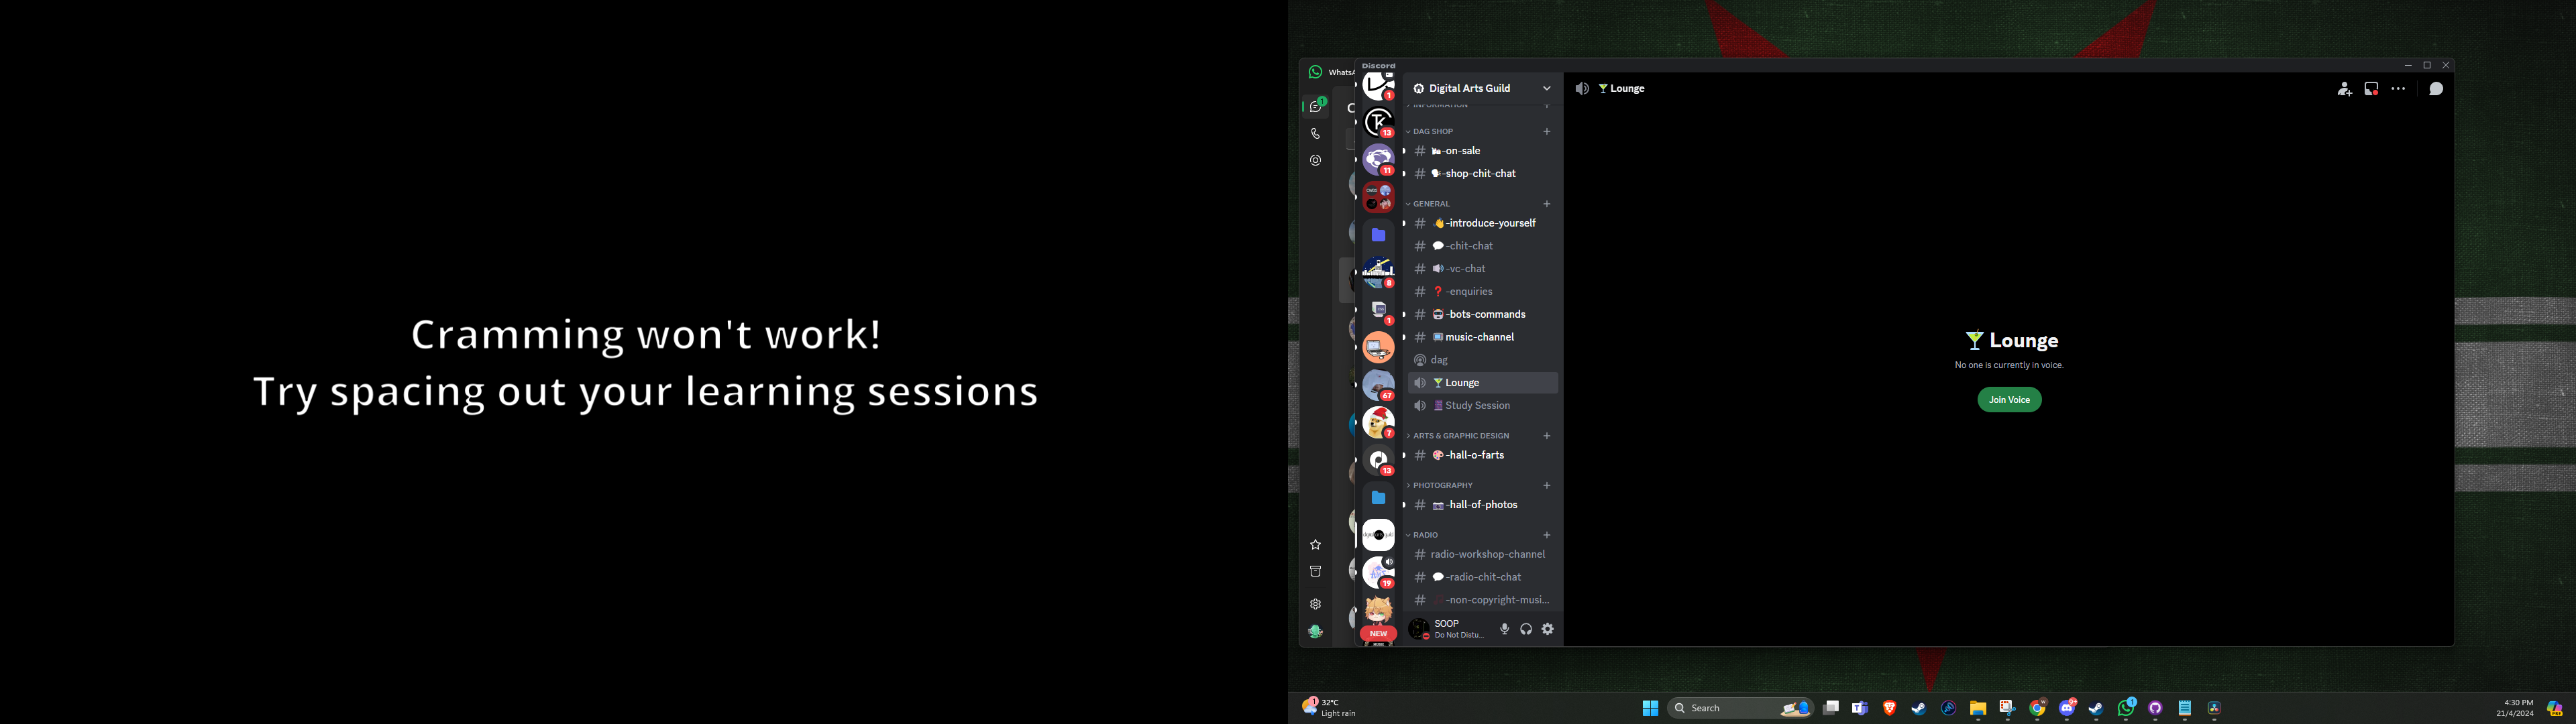 Cramming won't work!
Try spacing out your learning sessions
Discord
1
13
11
8
1
67
7
13
19
NEW
1
Digital Arts Guild
INFORMATION
DAG SHOP
-on-sale
-shop-chit-chat
GENERAL
-introduce-yourself
-chit-chat
-vc-chat
-enquiries
-bots-commands
music-channel
dag
Lounge
Study Session
ARTS & GRAPHIC DESIGN
-hall-o-farts
PHOTOGRAPHY
-hall-of-photos
RADIO
radio-workshop-channel
-radio-chit-chat
-non-copyright-musi...
SOOP
Do Not Distu...
Lounge
Lounge
No one is currently in voice.
Join Voice
1
32°C
Light rain
Search
1
4:30 PM
21/4/2024